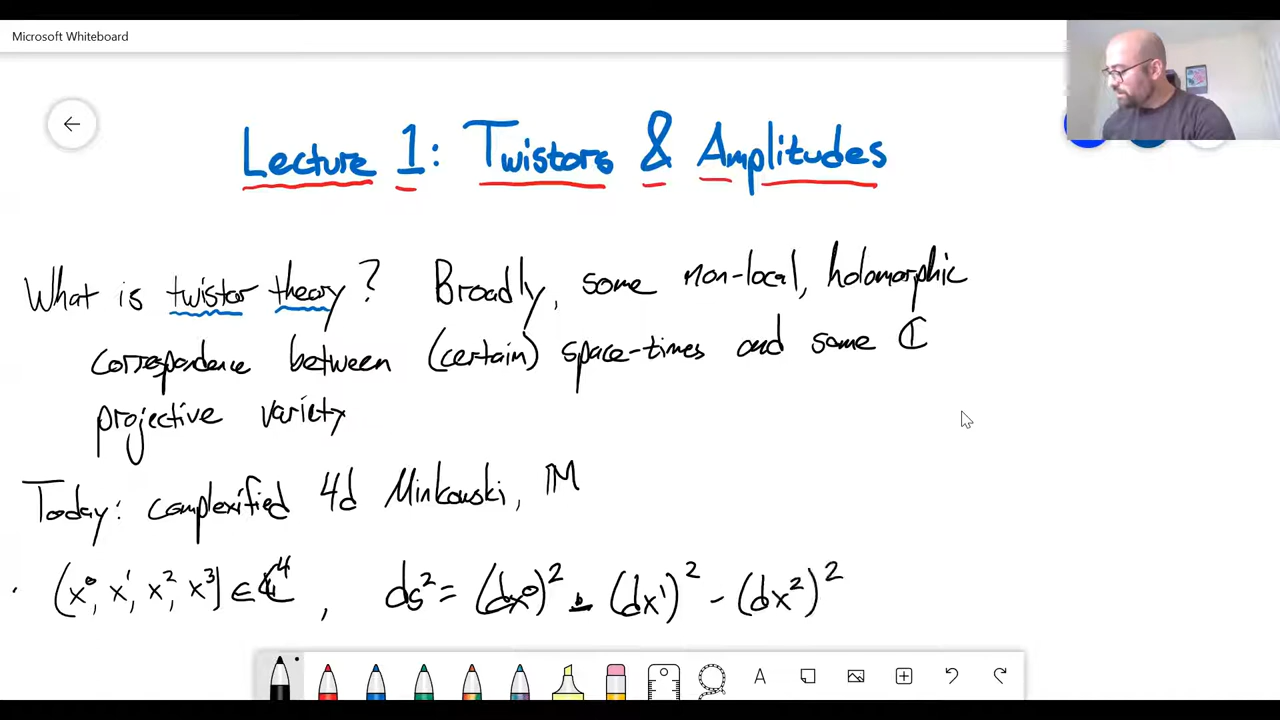 Microsoft Whiteboard
Lecture 1: Twistors & Amplitudes
What is twistor theory? Broadly, some non-local, holomorphic
correspondence between (certain) space-times and some ℂ
projective variety
Today: complexified 4d Minkowski, 𝕄
(x⁰, x¹, x², x³) ∈ ℂ⁴, ds² = (dx⁰)² - (dx¹)² - (dx²)²
A